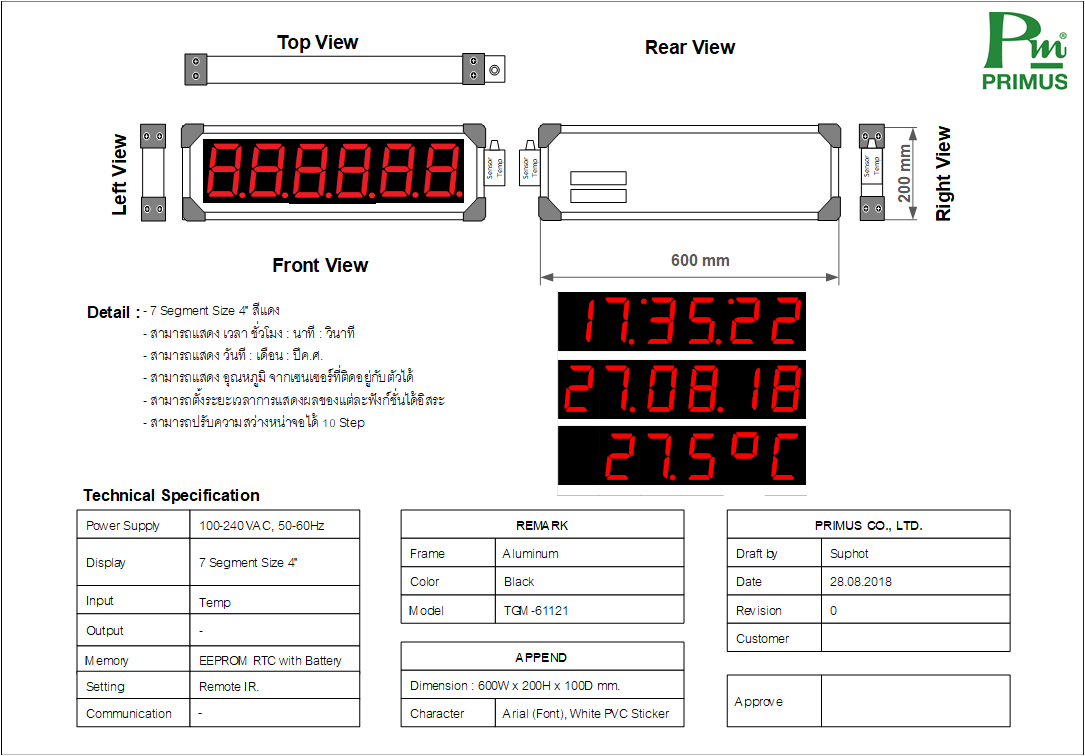 Top View
Rear View
Pm®
PRIMUS
Left View
8.8.8.8.8.8.
Sensor
Temp
Sensor
Temp
Sensor
Temp
200 mm
Right View
Front View
600 mm
Detail : - 7 Segment Size 4" สีแดง
- สามารถแสดง เวลา ชั่วโมง : นาที : วินาที
- สามารถแสดง วันที่ : เดือน : ปีค.ศ.
- สามารถแสดง อุณหภูมิ จากเซนเซอร์ที่ติดอยู่กับตัวได้
- สามารถตั้งระยะเวลาการแสดงผลของแต่ละฟังก์ชั่นได้อิสระ
- สามารถปรับความสว่างหน้าจอได้ 10 Step
17:35:22
27.08.18
27.5°C
Technical Specification
Power Supply 100-240VAC, 50-60Hz
Display 7 Segment Size 4"
Input Temp
Output -
Memory EEPROM RTC with Battery
Setting Remote IR.
Communication -
REMARK
Frame Aluminum
Color Black
Model TGM-61121
APPEND
Dimension : 600W x 200H x 100D mm.
Character Arial (Font), White PVC Sticker
PRIMUS CO., LTD.
Draft by Suphot
Date 28.08.2018
Revision 0
Customer
Approve